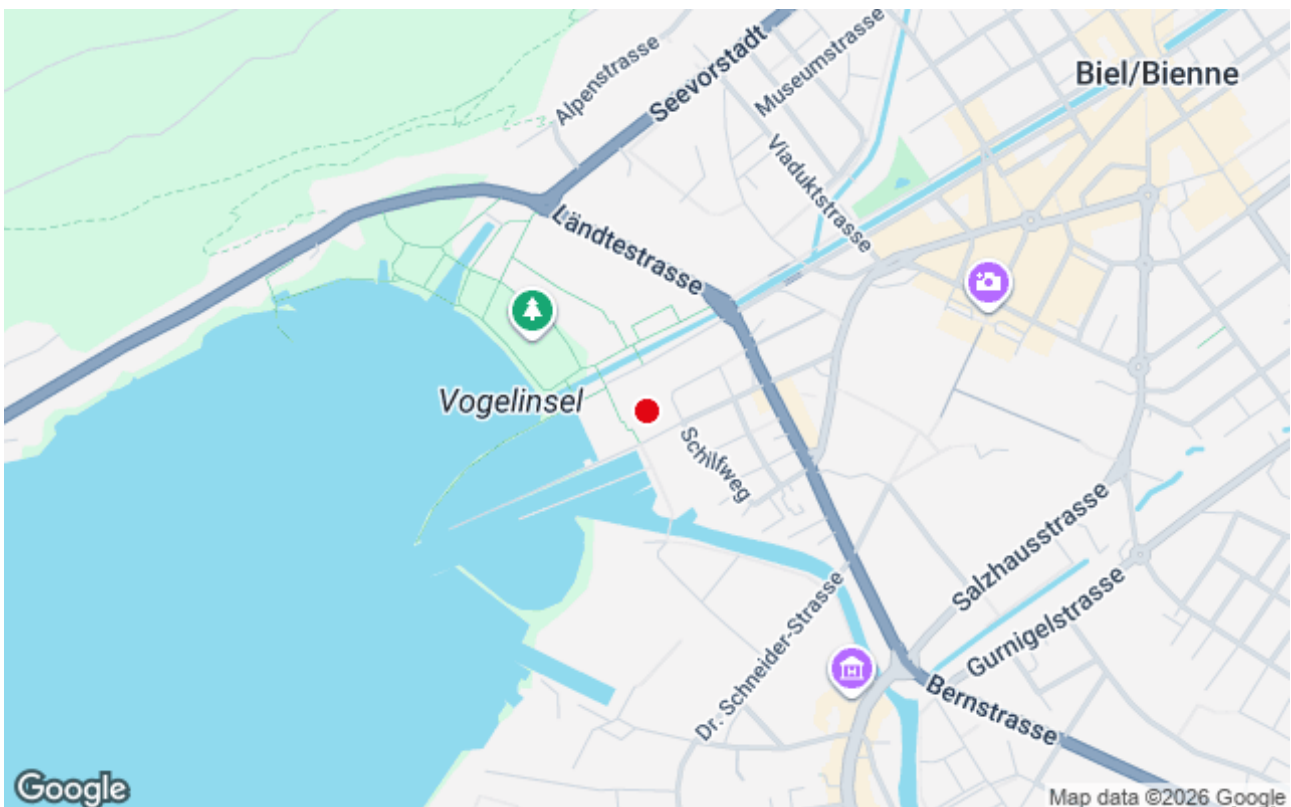 Alpenstrasse
Seevorstadt
Museumstrasse
Biel/Bienne
Viaduktstrasse
Ländtestrasse
Vogelinsel
Schilfweg
Salzhausstrasse
Gurnigelstrasse
Dr. Schneider-Strasse
Bernstrasse
H
Google
Map data ©2026 Google